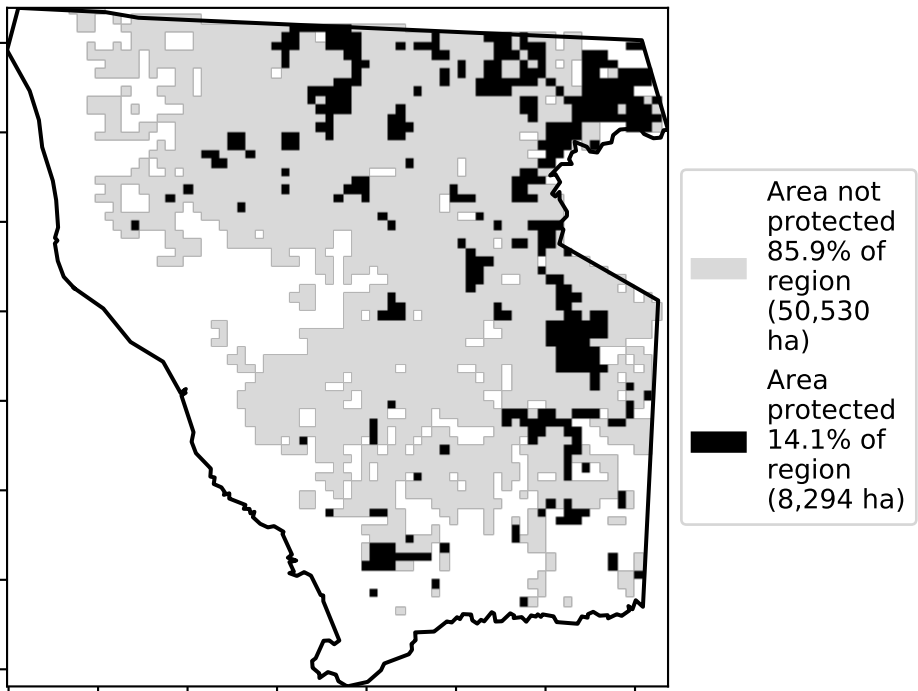 Area not
protected
85.9% of
region
(50,530
ha)
Area
protected
14.1% of
region
(8,294 ha)